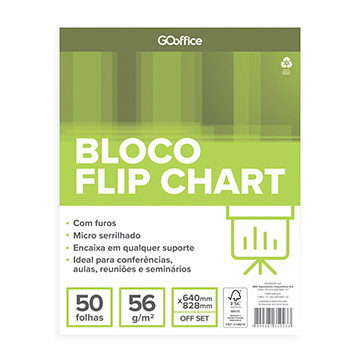 GOoffice
BLOCO
FLIP CHART
• Com furos
• Micro serrilhado
• Encaixa em qualquer suporte
• Ideal para conferências,
aulas, reuniões e seminários
50
folhas
56
g/m²
x640mm
828mm
OFF SET
FSC